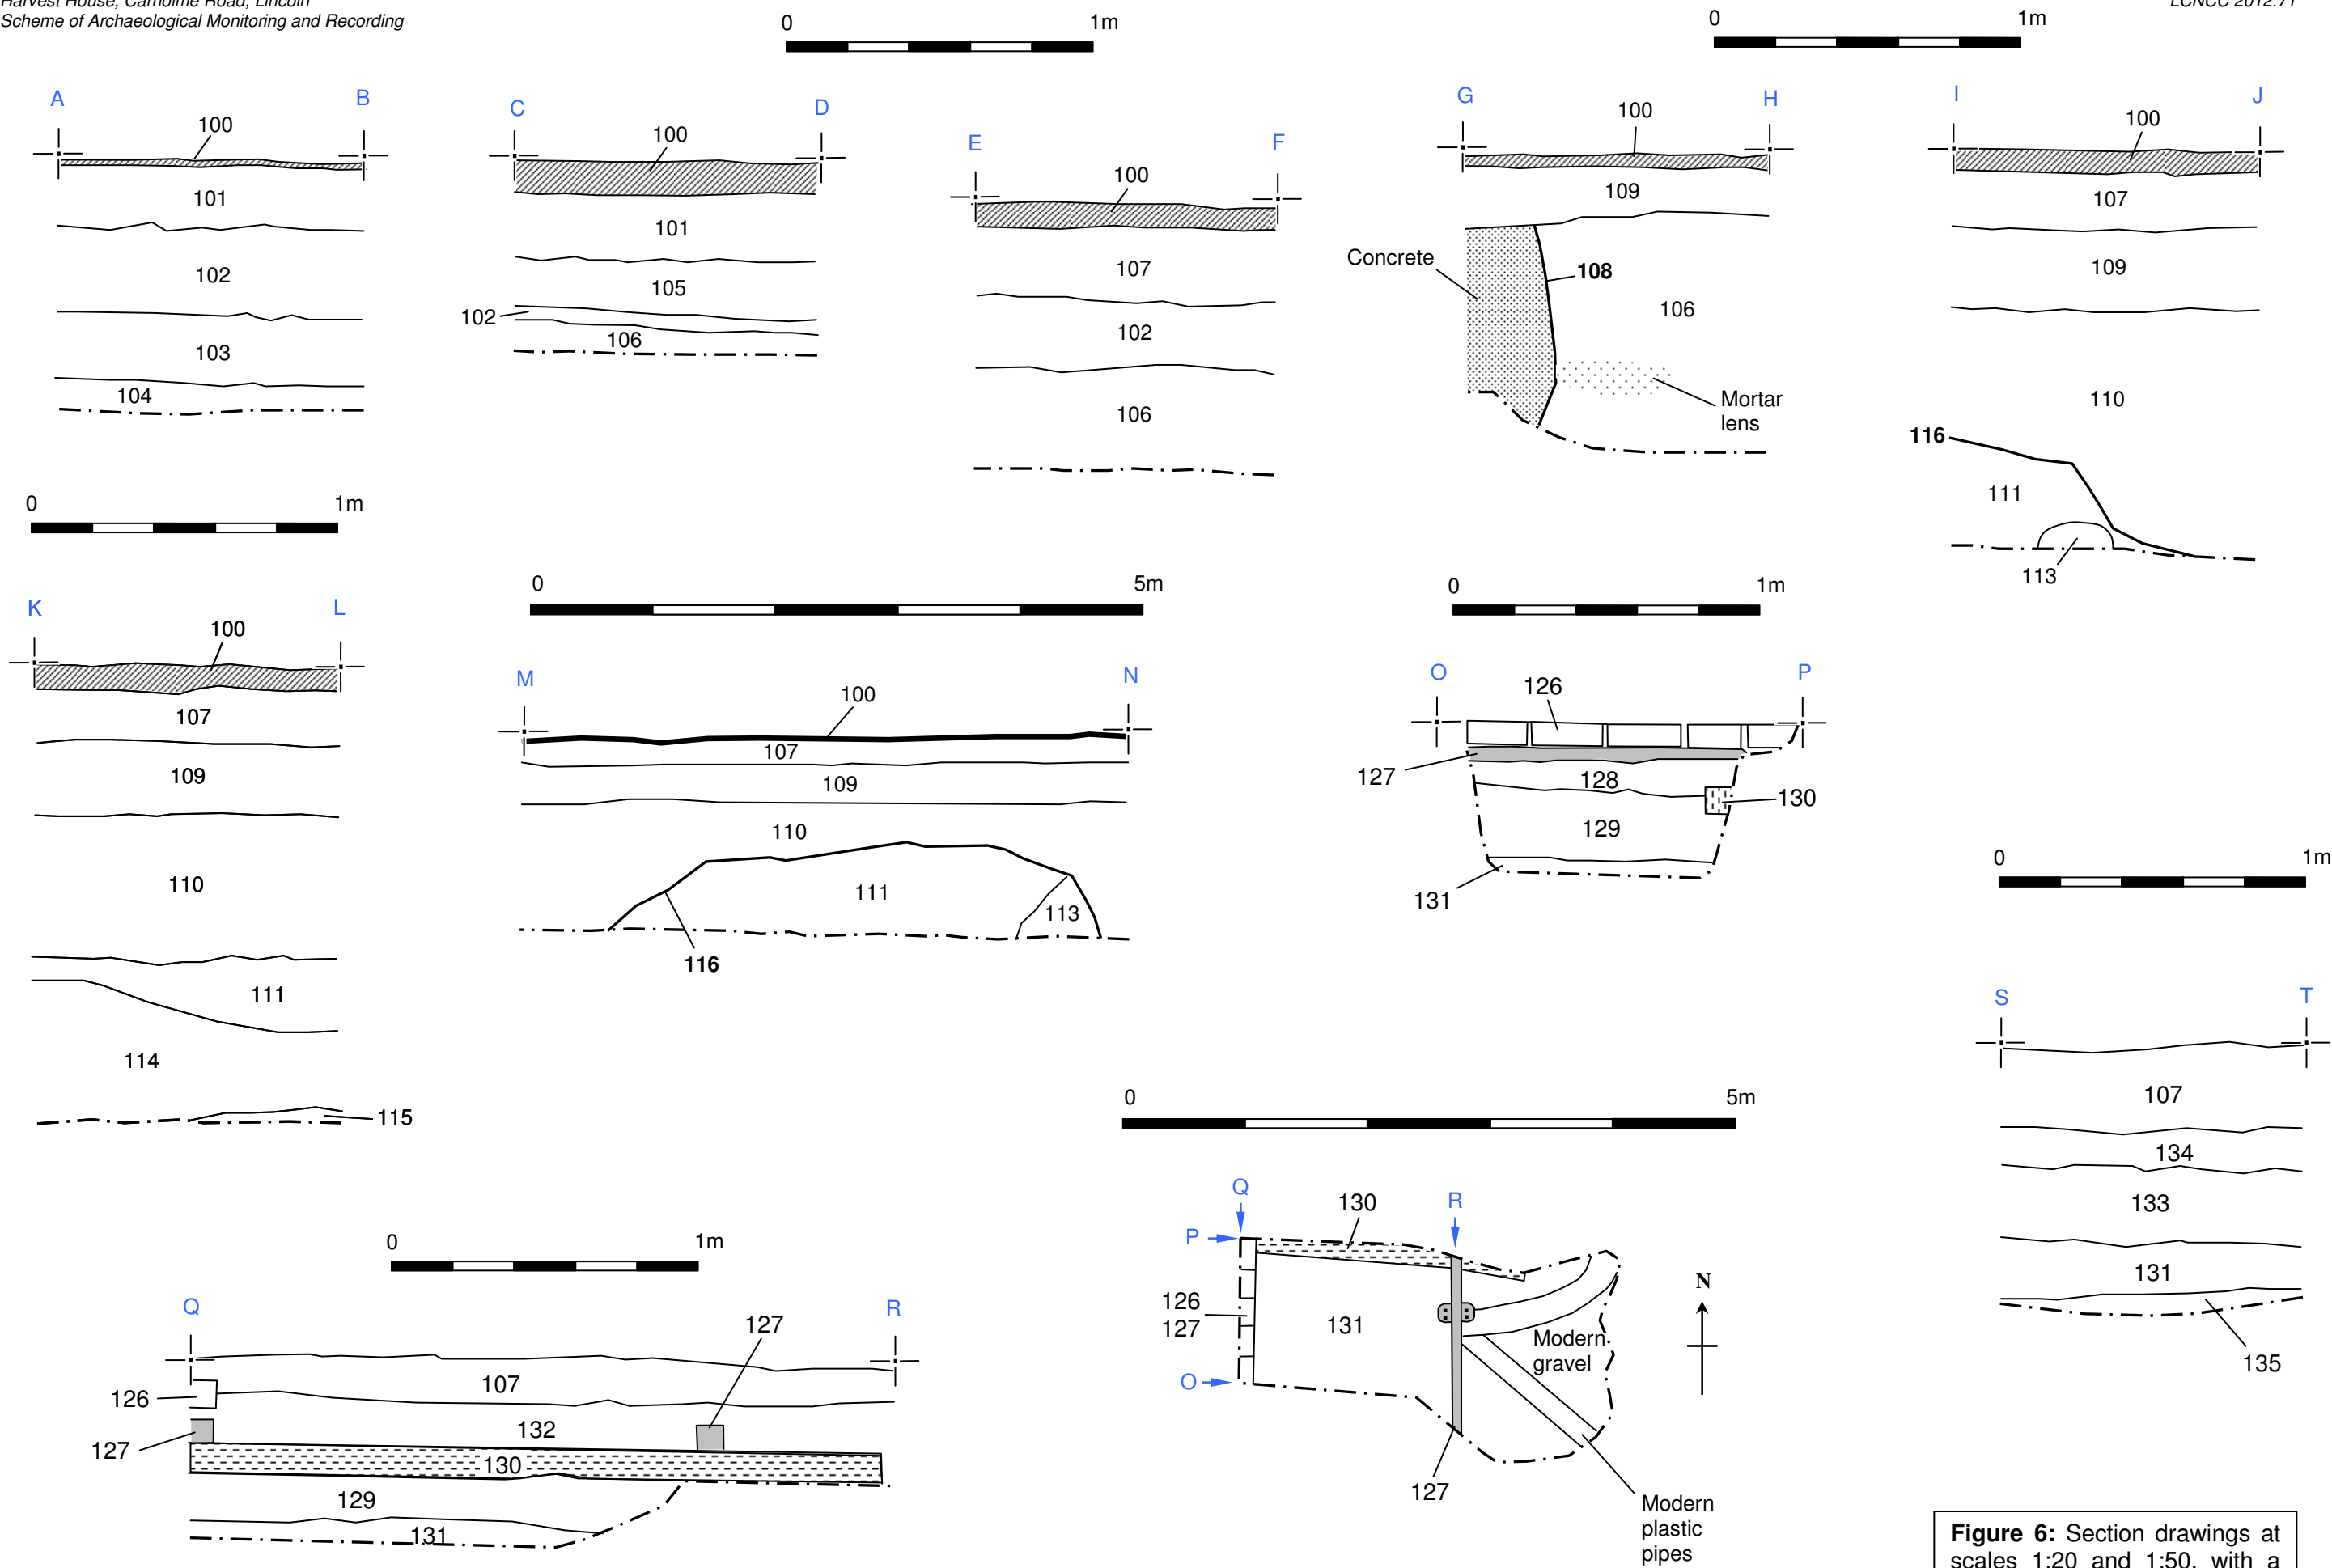 Harvest House, Carholme Road, Lincoln
Scheme of Archaeological Monitoring and Recording
LCNCC 2012.71
0 1m
0 1m
A B
100
101
102
103
104
C D
100
101
105
102
106
E F
100
107
102
106
G H
100
109
Concrete
108
106
Mortar
lens
I J
100
107
109
110
116
111
113
0 1m
K L
100
107
109
110
111
114
115
0 5m
M N
100
107
109
110
111
113
116
0 1m
O P
126
127
128
130
129
131
0 1m
S T
107
134
133
131
135
0 1m
Q R
127
107
126
132
127
130
129
131
0 5m
Q
R
130
P
126
127
131
O
Modern
gravel
N
127
Modern
plastic
pipes
Figure 6: Section drawings at
scales 1:20 and 1:50, with a